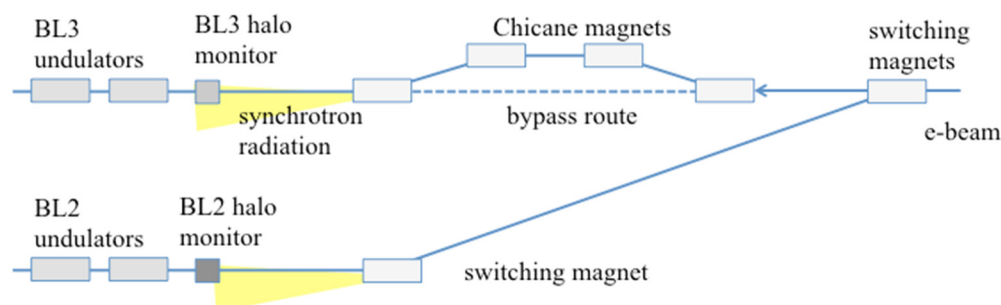 BL3
undulators
BL3 halo
monitor
Chicane magnets
switching
magnets
synchrotron
radiation
bypass route
e-beam
BL2
undulators
BL2 halo
monitor
switching magnet